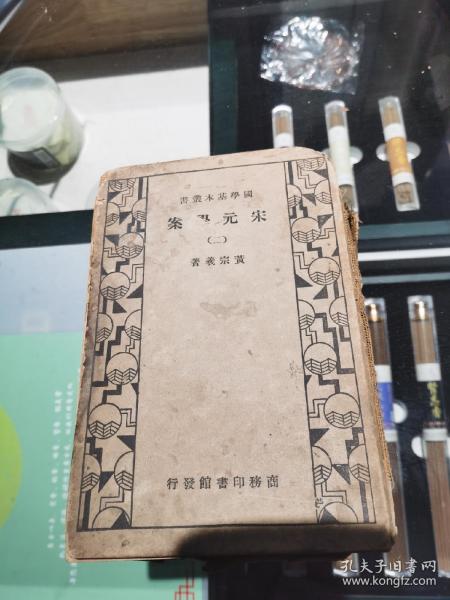 國學基本叢書
宋元學案
(二)
黃宗羲著
商務印書館發行
孔夫子旧书网
www.kongfz.com